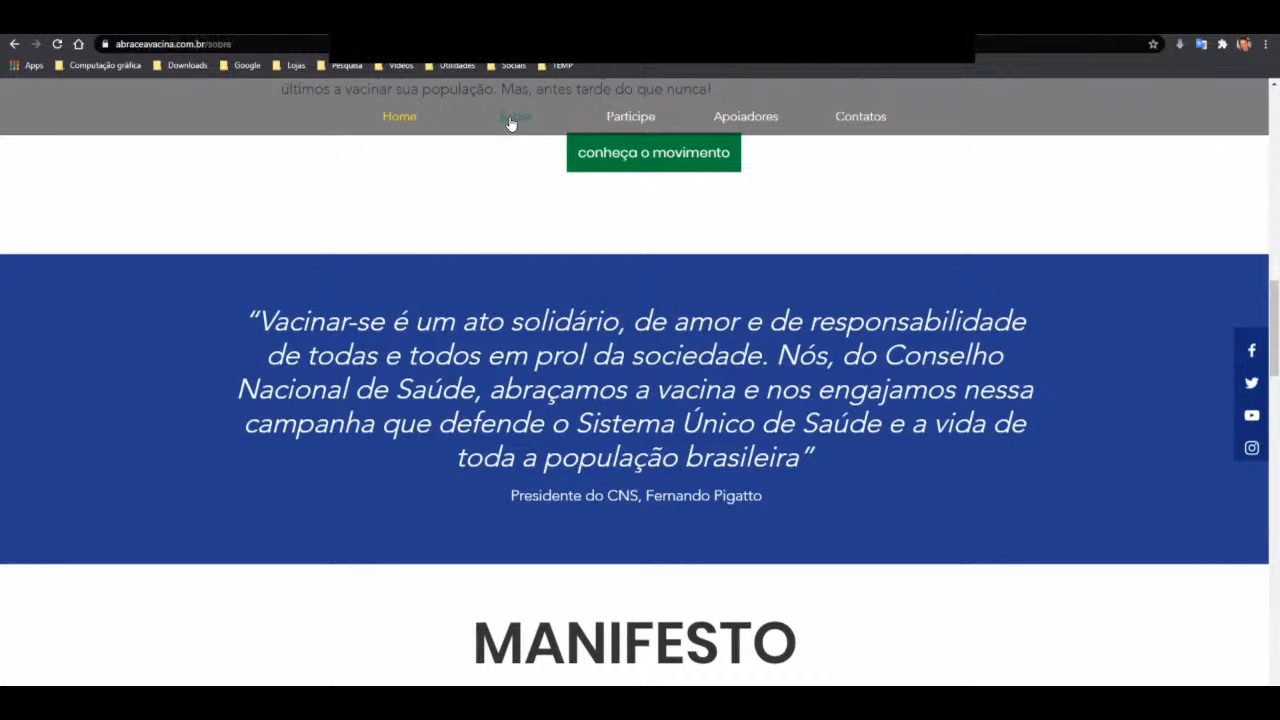 abraceavacina.com.br/sobre
Apps Computação gráfica Downloads Google Lojas Pesquisa Vídeos Utilidades Sociais TEMP
últimos a vacinar sua população. Mas, antes tarde do que nunca!
Home Sobre Participe Apoiadores Contatos
conheça o movimento
“Vacinar-se é um ato solidário, de amor e de responsabilidade
de todas e todos em prol da sociedade. Nós, do Conselho
Nacional de Saúde, abraçamos a vacina e nos engajamos nessa
campanha que defende o Sistema Único de Saúde e a vida de
toda a população brasileira”
Presidente do CNS, Fernando Pigatto
MANIFESTO